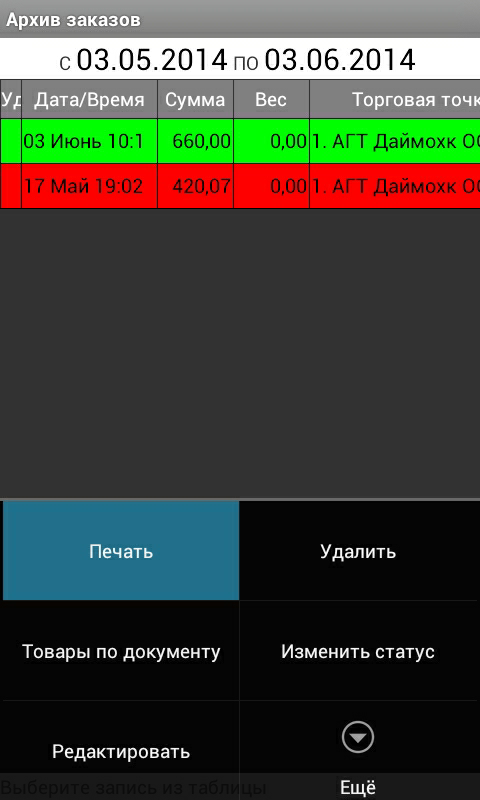 Архив заказов
с 03.05.2014 по 03.06.2014
Уд Дата/Время Сумма Вес Торговая точк
03 Июнь 10:1 660,00 0,00 1. АГТ Даймохк ОС
17 Май 19:02 420,07 0,00 1. АГТ Даймохк ОС
Печать Удалить
Товары по документу Изменить статус
Редактировать Ещё
Выберите запись из таблицы